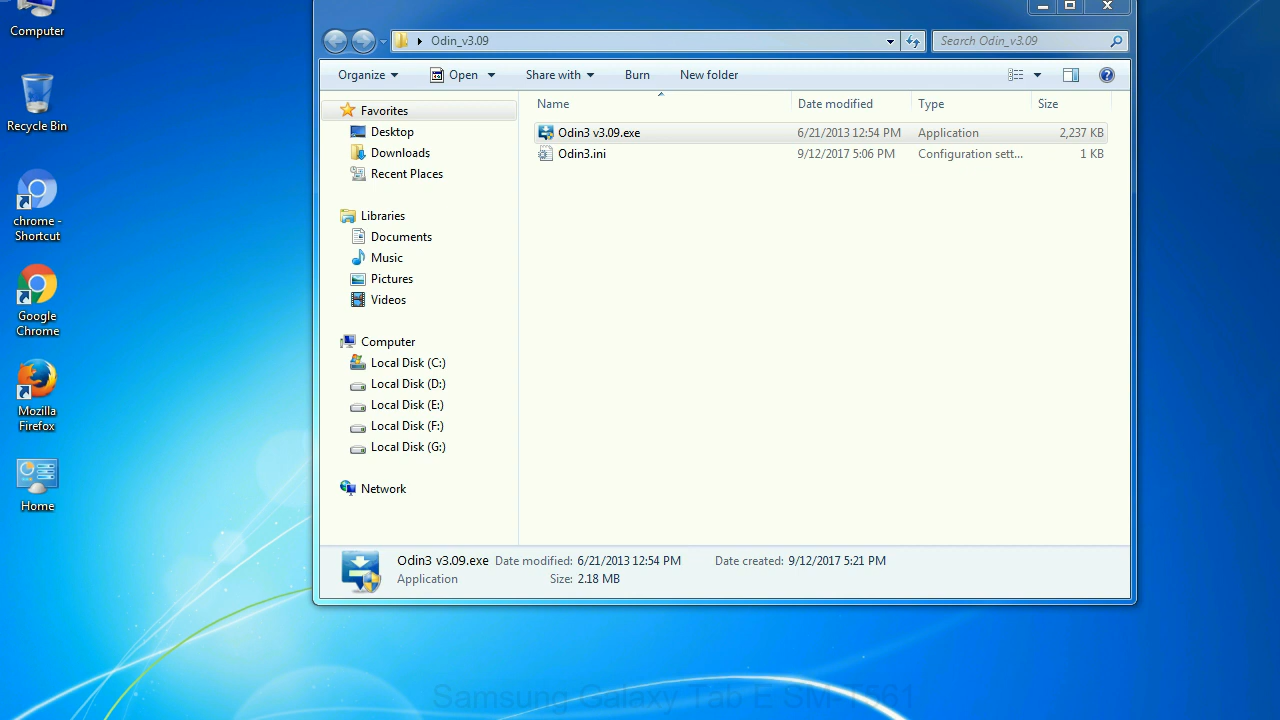 Computer
Recycle Bin
chrome -
Shortcut
Google
Chrome
Mozilla
Firefox
Home
Odin_v3.09
Search Odin_v3.09
Organize
Open
Share with
Burn
New folder
Favorites
Desktop
Downloads
Recent Places
Libraries
Documents
Music
Pictures
Videos
Computer
Local Disk (C:)
Local Disk (D:)
Local Disk (E:)
Local Disk (F:)
Local Disk (G:)
Network
Name Date modified Type Size
Odin3 v3.09.exe 6/21/2013 12:54 PM Application 2,237 KB
Odin3.ini 9/12/2017 5:06 PM Configuration sett... 1 KB
Odin3 v3.09.exe Date modified: 6/21/2013 12:54 PM Date created: 9/12/2017 5:21 PM
Application Size: 2.18 MB
Samsung Galaxy Tab E SM-T561